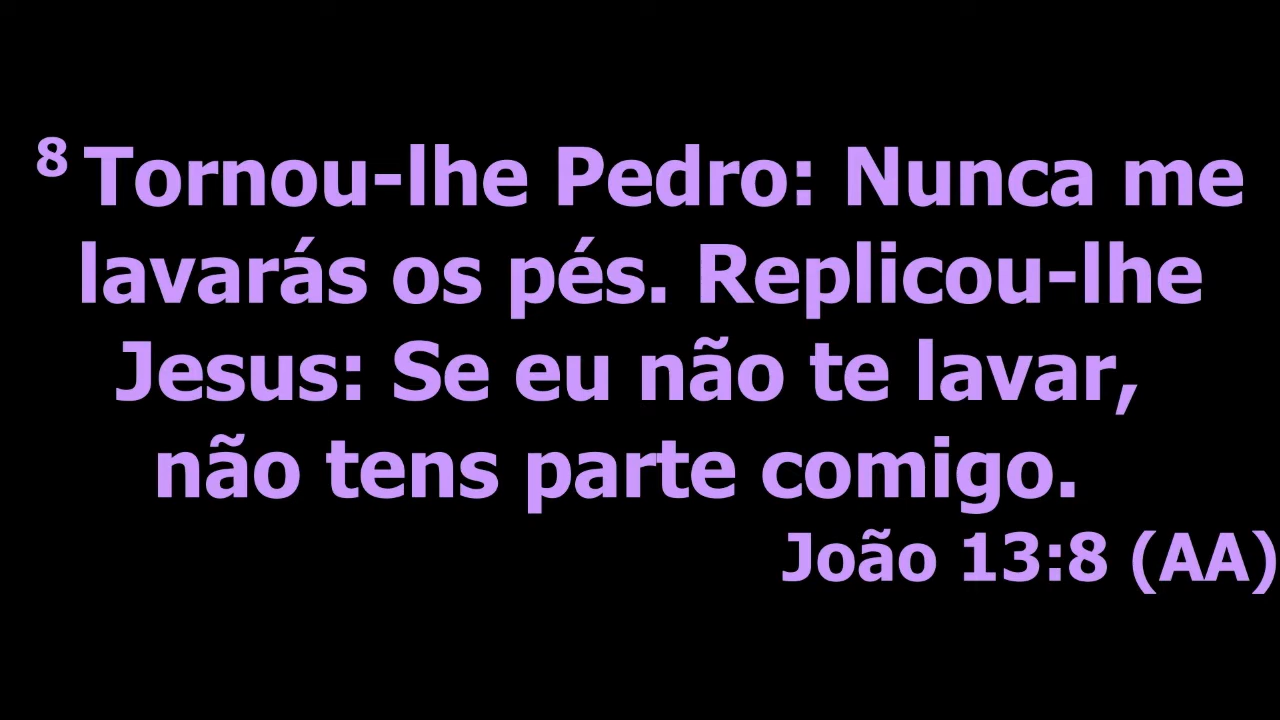 8 Tornou-lhe Pedro: Nunca me
lavarás os pés. Replicou-lhe
Jesus: Se eu não te lavar,
não tens parte comigo.
João 13:8 (AA)